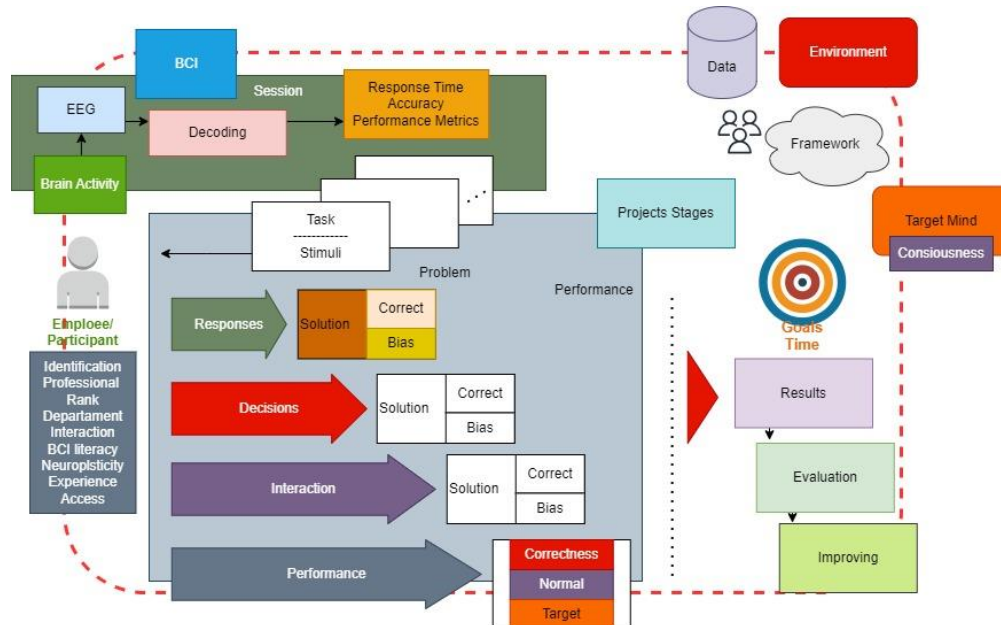 BCI
Session
EEG
Decoding
Response Time
Accuracy
Performance Metrics
Brain Activity
Data
Environment
Framework
Task
Stimuli
Projects Stages
Target Mind
Consiousness
Problem
Performance
Emploee/
Participant
Identification
Professional
Rank
Departament
Interaction
BCI literacy
Neuroplsticity
Experience
Access
Responses
Solution
Correct
Bias
Decisions
Solution
Correct
Bias
Interaction
Solution
Correct
Bias
Performance
Correctness
Normal
Target
Goals
Time
Results
Evaluation
Improving